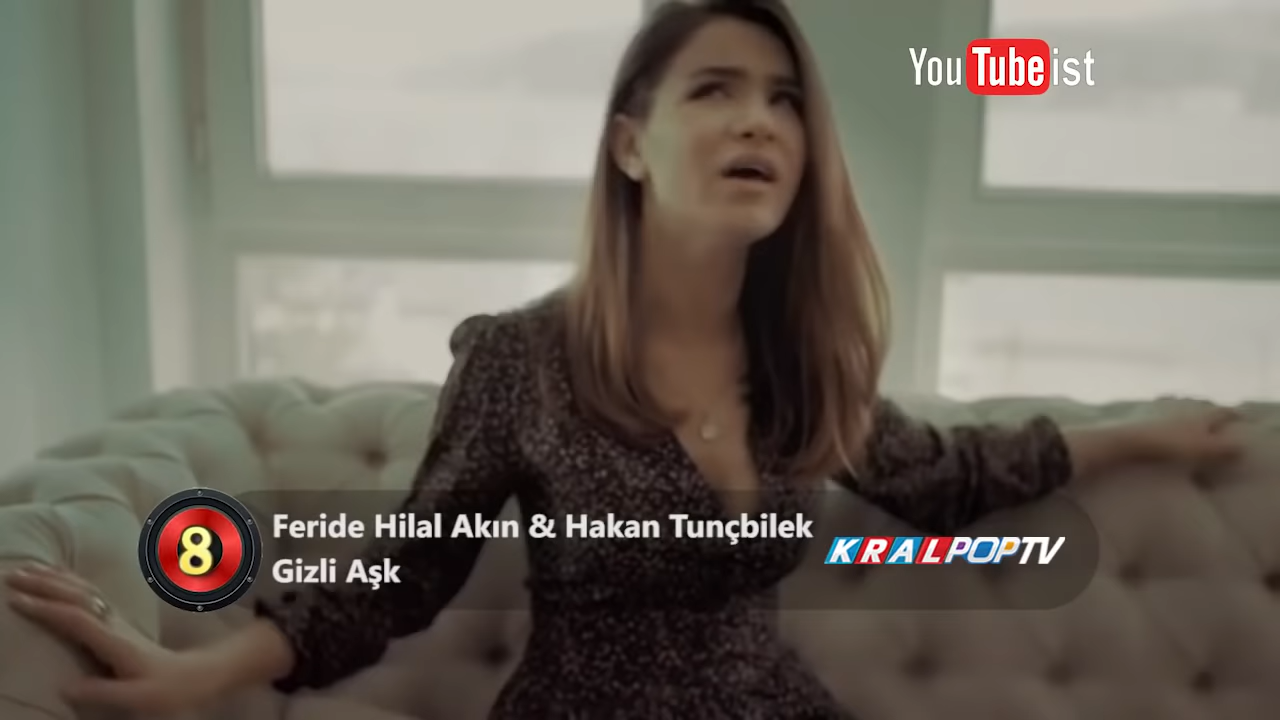 YouTubeist
8
Feride Hilal Akın & Hakan Tunçbilek
Gizli Aşk
KRALPOPTV